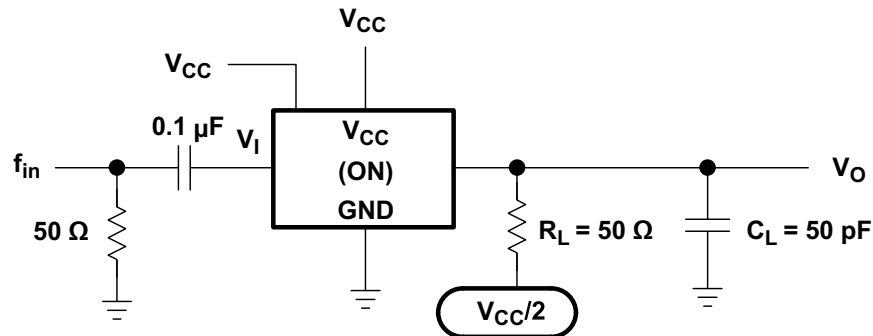 V_CC
V_CC
0.1 µF
V_I
V_CC
f_in
(ON)
V_O
GND
50 Ω
R_L = 50 Ω
C_L = 50 pF
V_CC/2